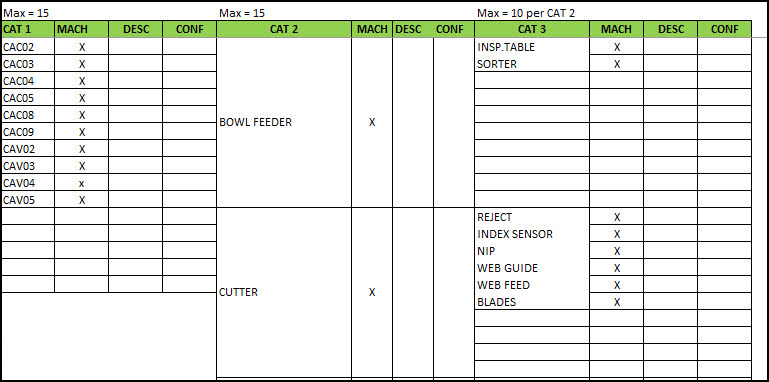 Max = 15 Max = 15 Max = 10 per CAT 2
CAT 1 MACH DESC CONF CAT 2 MACH DESC CONF CAT 3 MACH DESC CONF
CAC02 X INSP.TABLE X
CAC03 X SORTER X
CAC04 X
CAC05 X
CAC08 X
BOWL FEEDER X
CAC09 X
CAV02 X
CAV03 X
CAV04 x
CAV05 X
REJECT X
INDEX SENSOR X
NIP X
WEB GUIDE X
CUTTER X
WEB FEED X
BLADES X